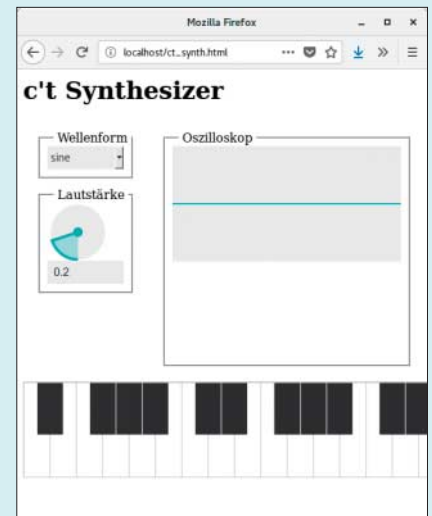 Mozilla Firefox
localhost/ct_synth.html
c't Synthesizer
Wellenform
sine
Oszilloskop
Lautstärke
0.2